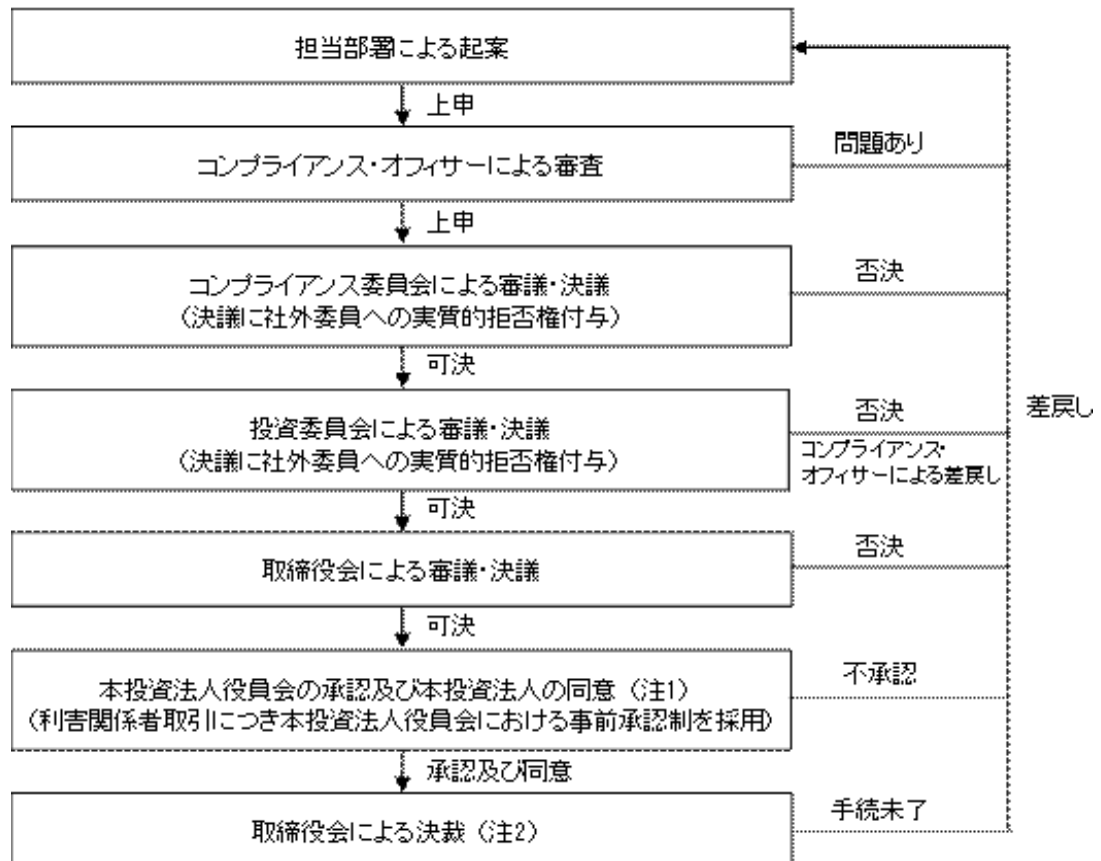 担当部署による起案
上申
コンプライアンス・オフィサーによる審査
問題あり
上申
コンプライアンス委員会による審議・決議
（決議に社外委員への実質的拒否権付与）
否決
可決
投資委員会による審議・決議
（決議に社外委員への実質的拒否権付与）
否決
コンプライアンス・
オフィサーによる差戻し
差戻し
可決
取締役会による審議・決議
否決
可決
本投資法人役員会の承認及び本投資法人の同意（注1）
（利害関係者取引につき本投資法人役員会における事前承認制を採用）
不承認
承認及び同意
取締役会による決裁（注2）
手続未了